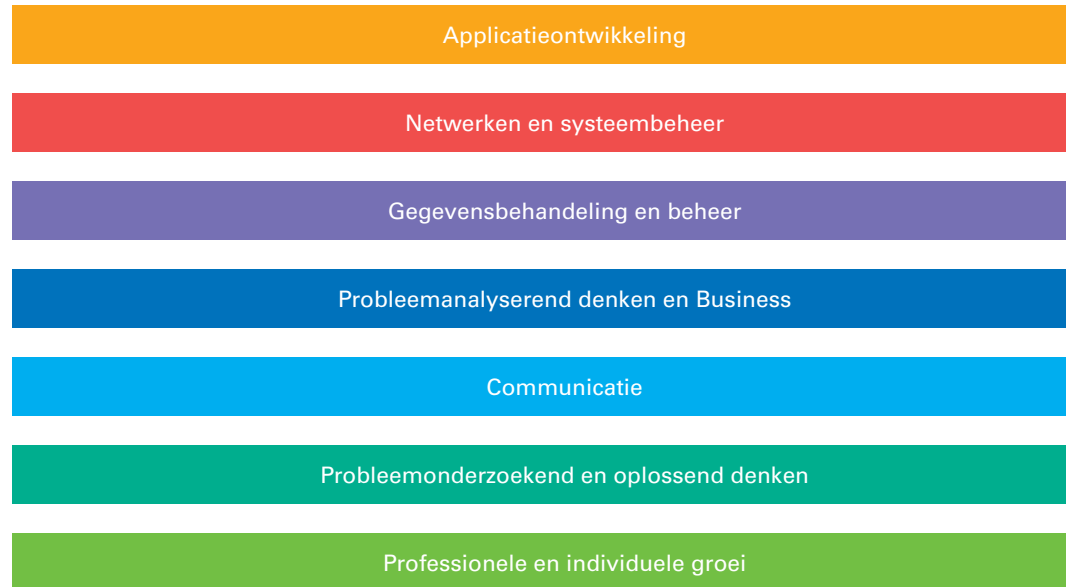 Applicatieontwikkeling
Netwerken en systeembeheer
Gegevensbehandeling en beheer
Probleemanalyserend denken en Business
Communicatie
Probleemonderzoekend en oplossend denken
Professionele en individuele groei